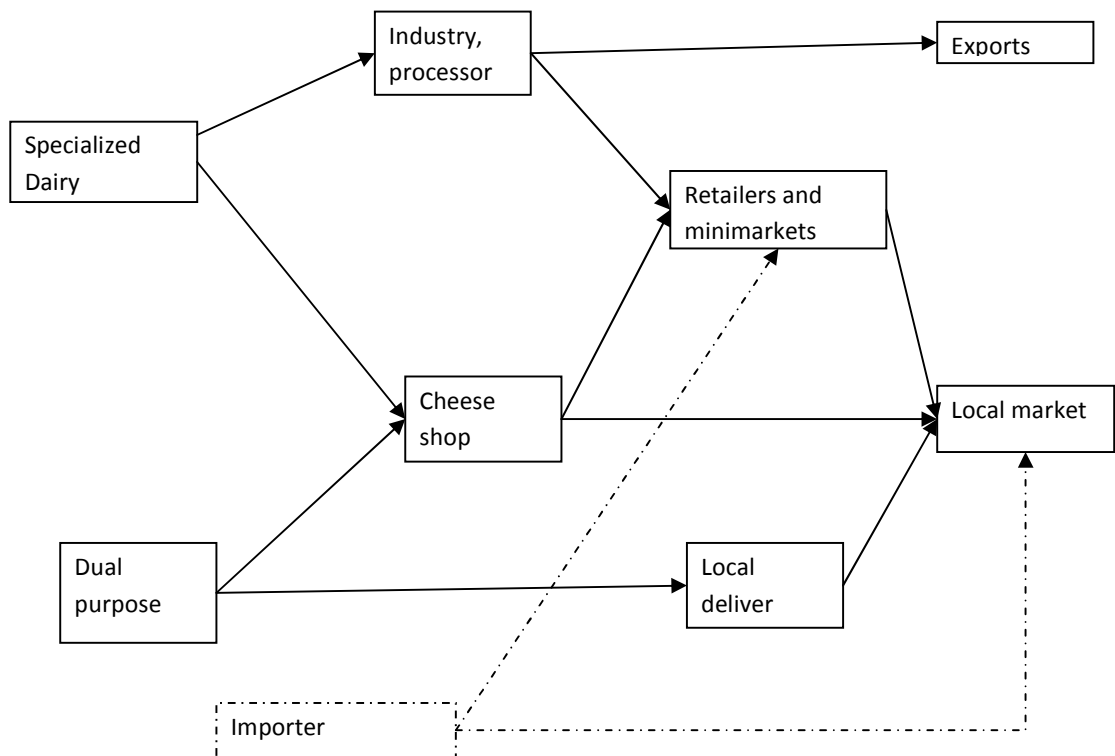 Industry,
processor
Exports
Specialized
Dairy
Retailers and
minimarkets
Cheese
shop
Local market
Dual
purpose
Local
deliver
Importer